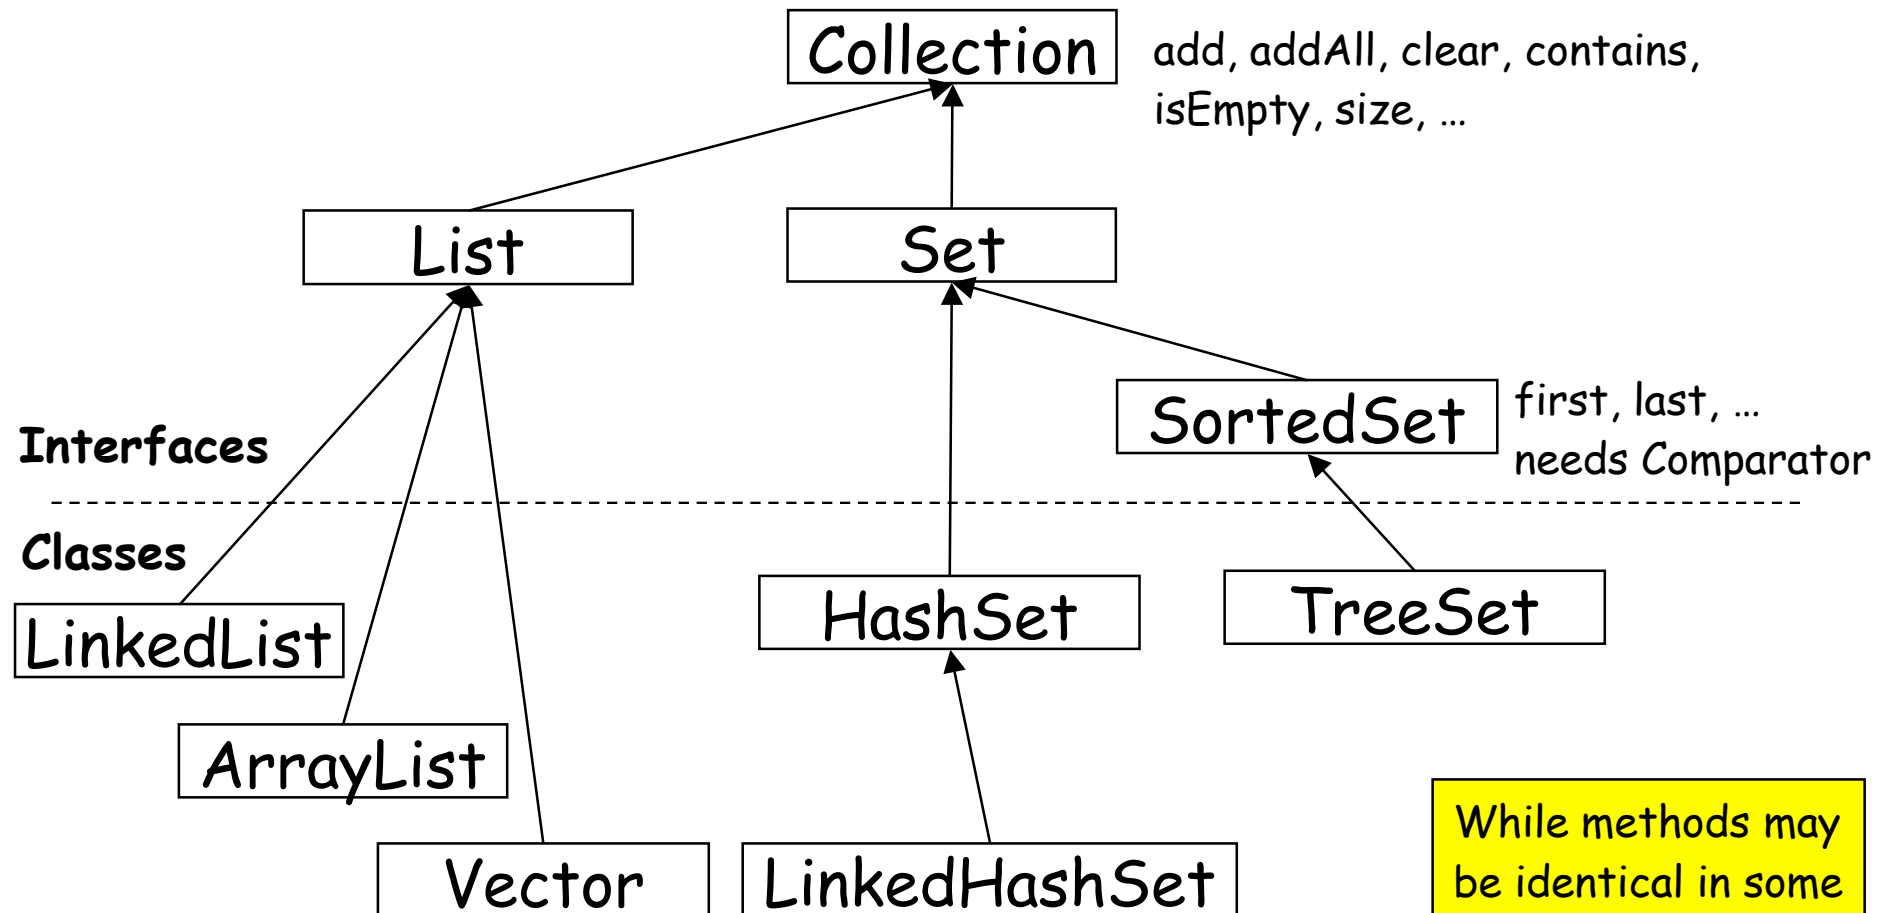 Collection
add, addAll, clear, contains,
isEmpty, size, ...
List
Set
SortedSet
first, last, ...
needs Comparator
Interfaces
Classes
LinkedList
HashSet
TreeSet
ArrayList
Vector
LinkedHashSet
While methods may
be identical in some